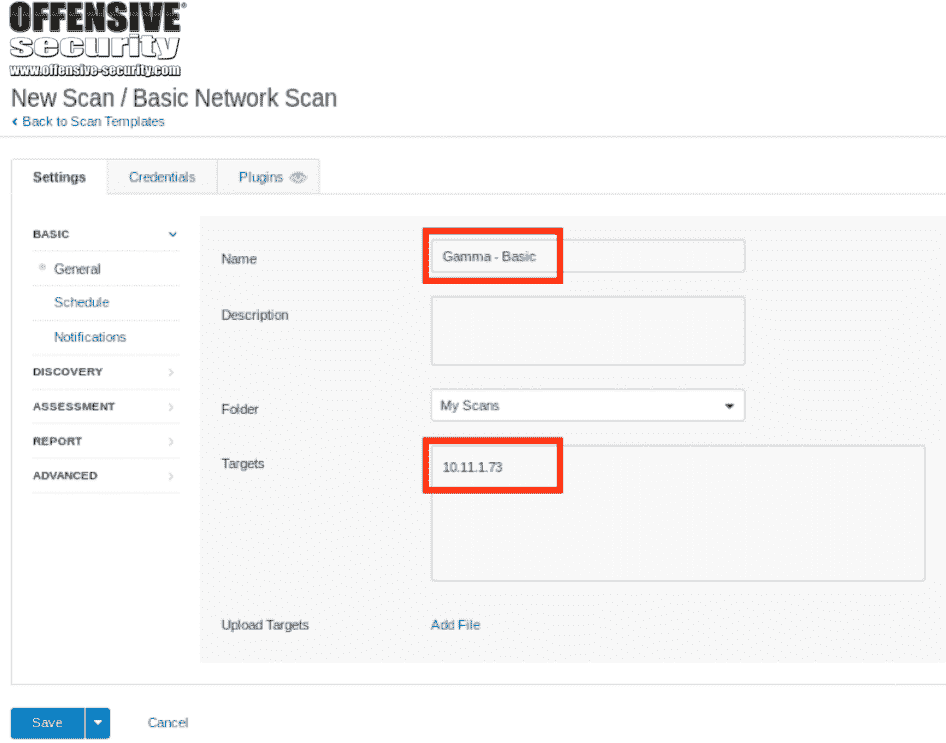 OFFENSIVE®
security
www.offensive-security.com
New Scan / Basic Network Scan
‹ Back to Scan Templates
Settings
Credentials
Plugins
BASIC
General
Schedule
Notifications
DISCOVERY
ASSESSMENT
REPORT
ADVANCED
Name
Gamma - Basic
Description
Folder
My Scans
Targets
10.11.1.73
Upload Targets
Add File
Save
Cancel